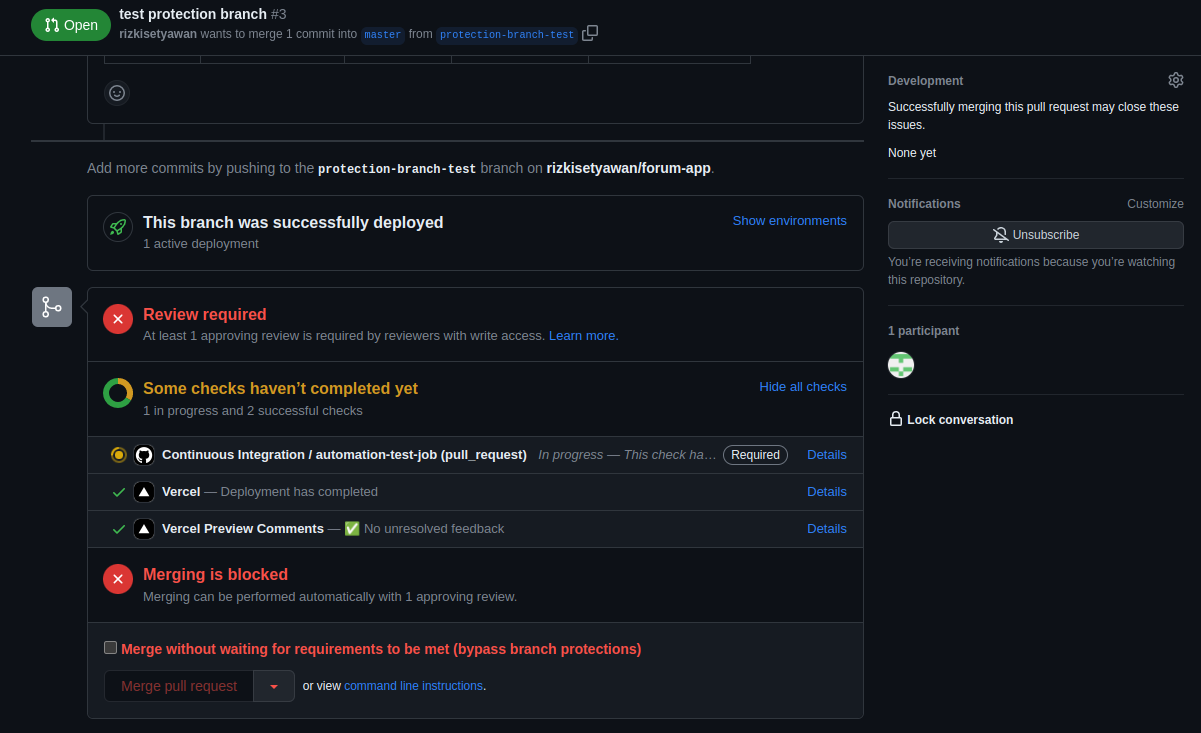 Open
test protection branch #3
rizkisetyawan wants to merge 1 commit into master from protection-branch-test
Add more commits by pushing to the protection-branch-test branch on rizkisetyawan/forum-app.
This branch was successfully deployed
Show environments
1 active deployment
Review required
At least 1 approving review is required by reviewers with write access. Learn more.
Some checks haven’t completed yet
Hide all checks
1 in progress and 2 successful checks
Continuous Integration / automation-test-job (pull_request) In progress — This check ha… Required Details
Vercel — Deployment has completed Details
Vercel Preview Comments — ✅ No unresolved feedback Details
Merging is blocked
Merging can be performed automatically with 1 approving review.
Merge without waiting for requirements to be met (bypass branch protections)
Merge pull request or view command line instructions.
Development
Successfully merging this pull request may close these
issues.
None yet
Notifications Customize
Unsubscribe
You’re receiving notifications because you’re watching
this repository.
1 participant
Lock conversation